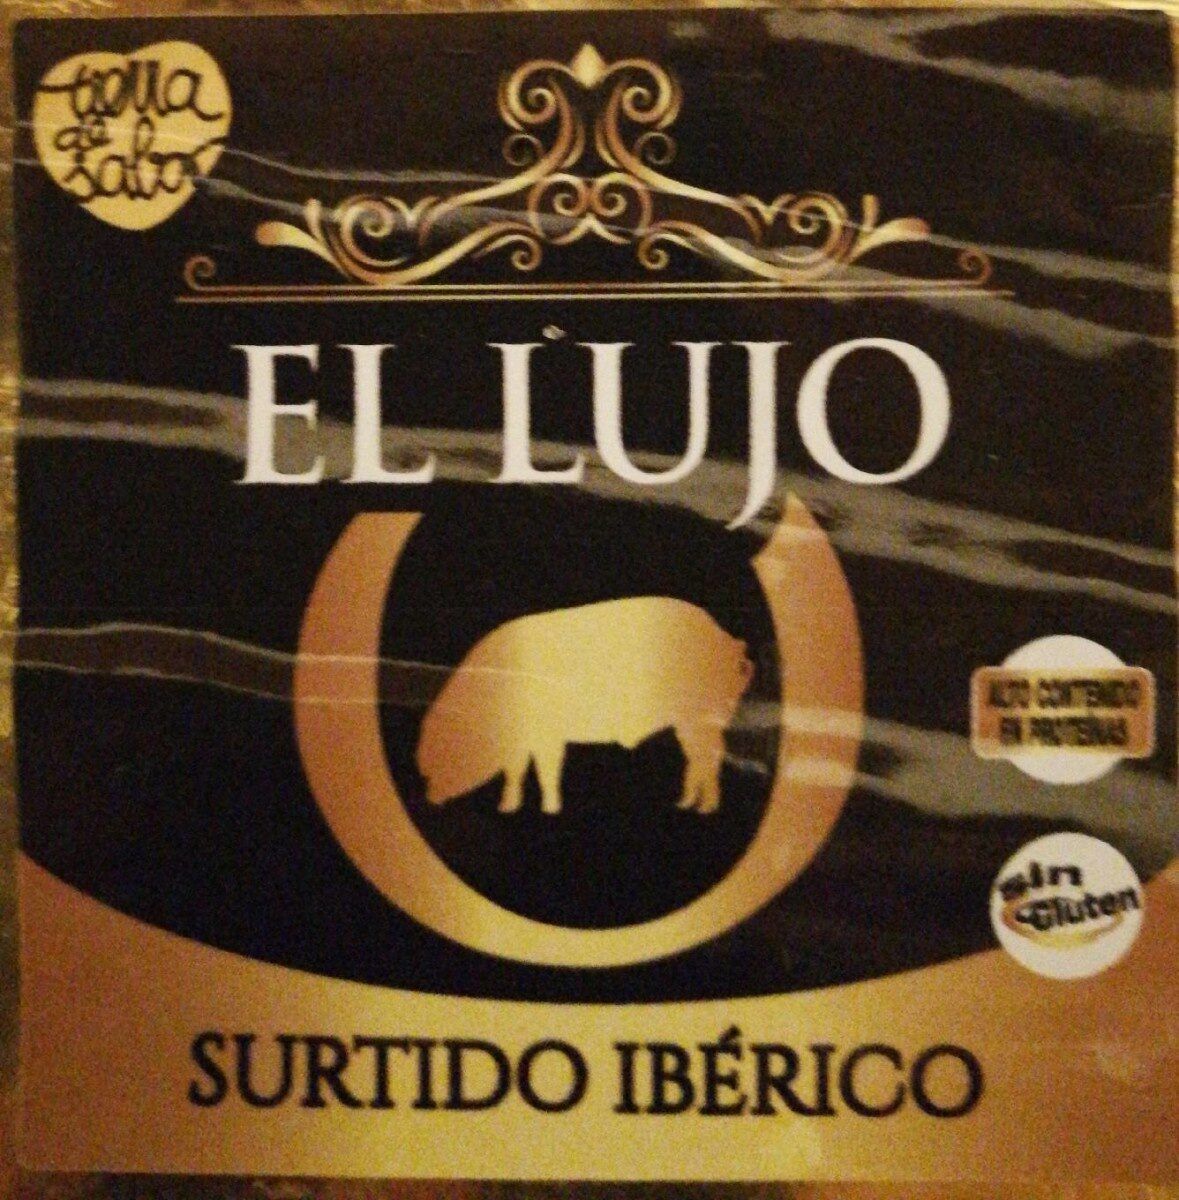 tierra
de
sabor
EL LUJO
ALTO CONTENIDO
EN PROTEÍNAS
sin
Gluten
SURTIDO IBÉRICO